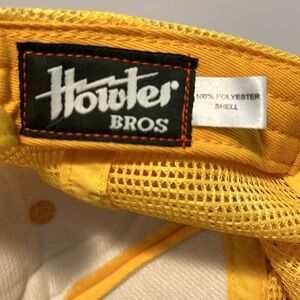 Howler
BROS
100% POLYESTER
SHELL